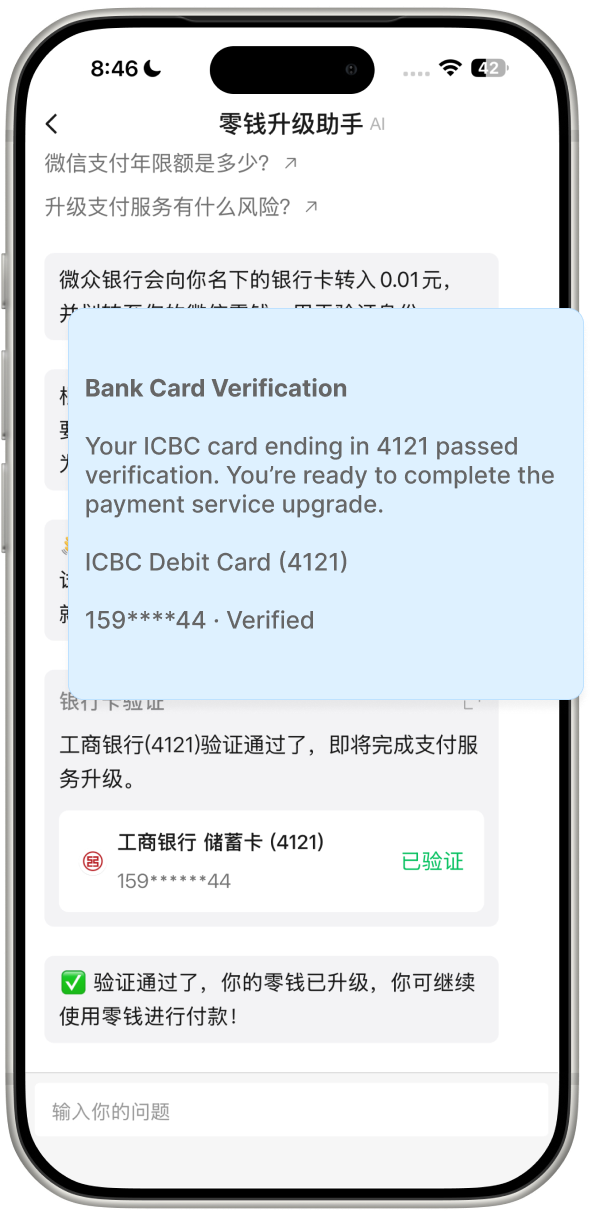 8:46
42
零钱升级助手 AI
微信支付年限额是多少？
升级支付服务有什么风险？
微众银行会向你名下的银行卡转入0.01元，
Bank Card Verification
Your ICBC card ending in 4121 passed
verification. You’re ready to complete the
payment service upgrade.
ICBC Debit Card (4121)
159****44 · Verified
银行卡验证
工商银行(4121)验证通过了，即将完成支付服
务升级。
工商银行 储蓄卡 (4121)
159******44
已验证
✅ 验证通过了，你的零钱已升级，你可继续
使用零钱进行付款！
输入你的问题